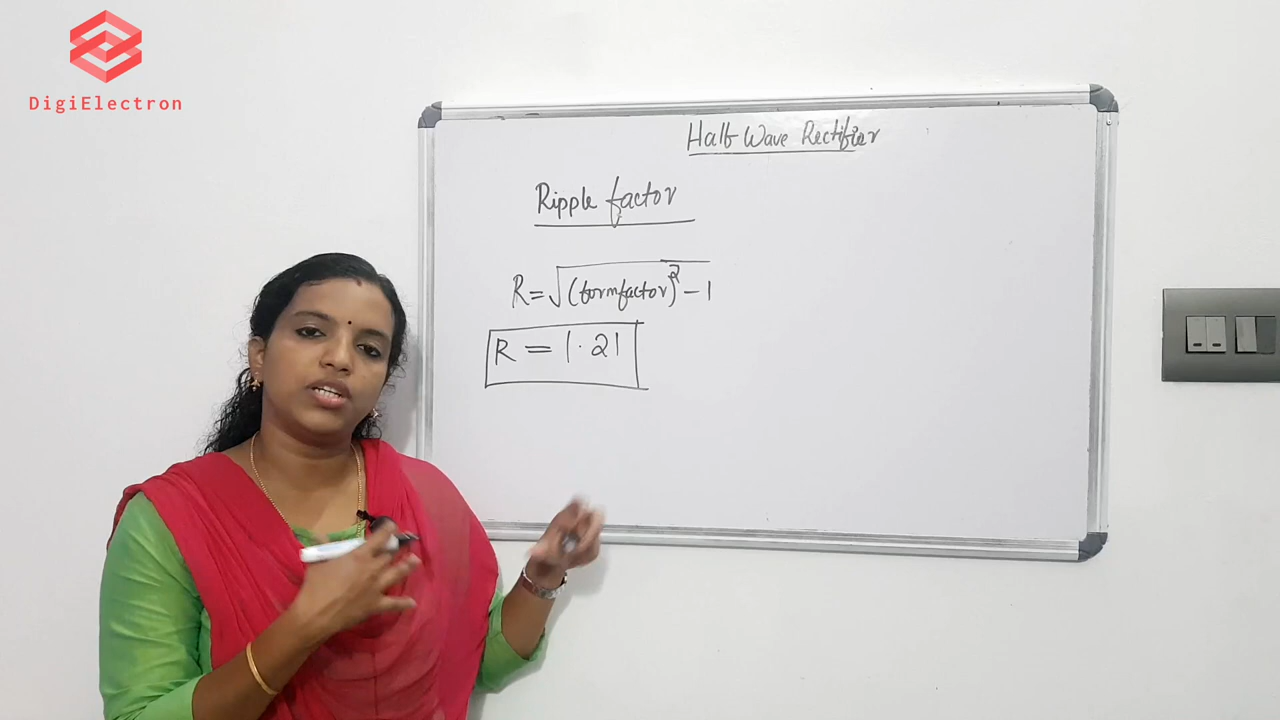 DigiElectron
Half Wave Rectifier
Ripple factor
R = √(formfactor)² - 1
R = 1.21